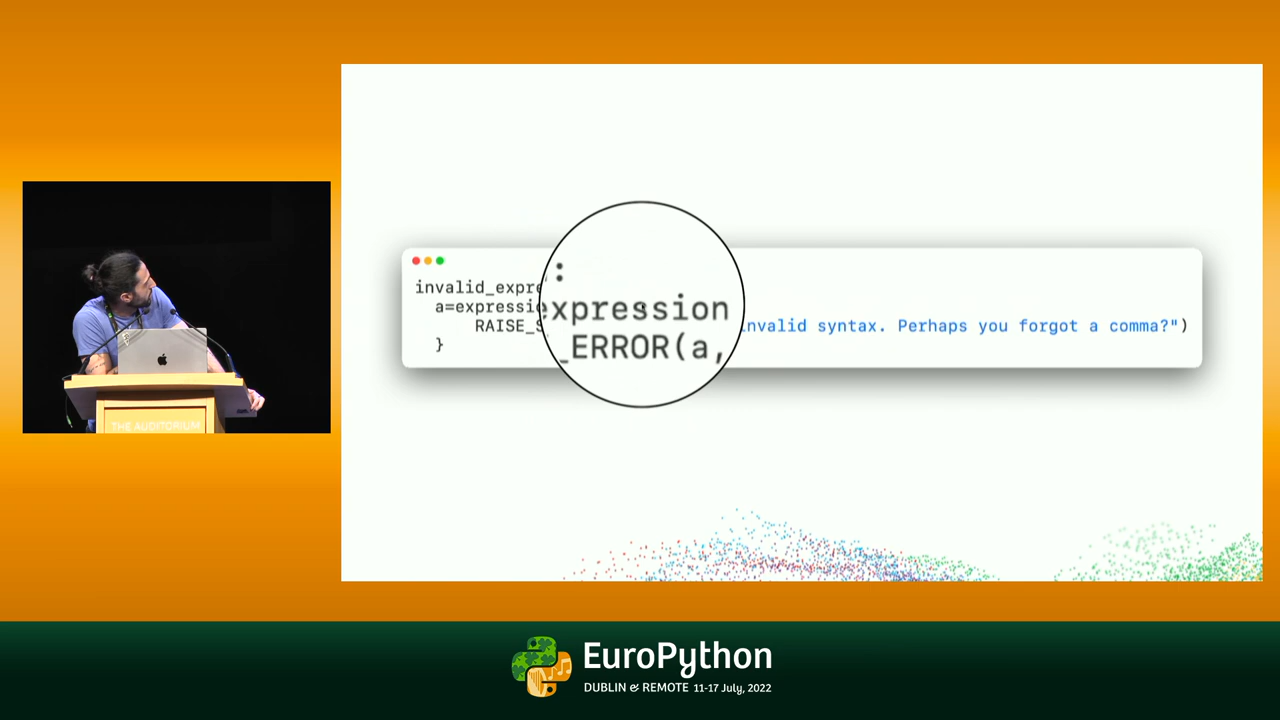 invalid_expre
:
a=expressio
expression
RAISE_S
_ERROR(a,
nvalid syntax. Perhaps you forgot a comma?")
}
THE AUDITORIUM
EuroPython
DUBLIN & REMOTE 11-17 July, 2022